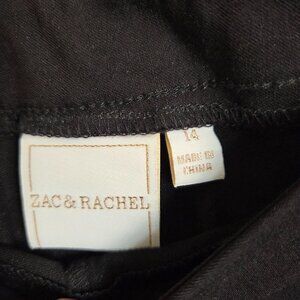 ZAC & RACHEL
14
MADE IN
CHINA